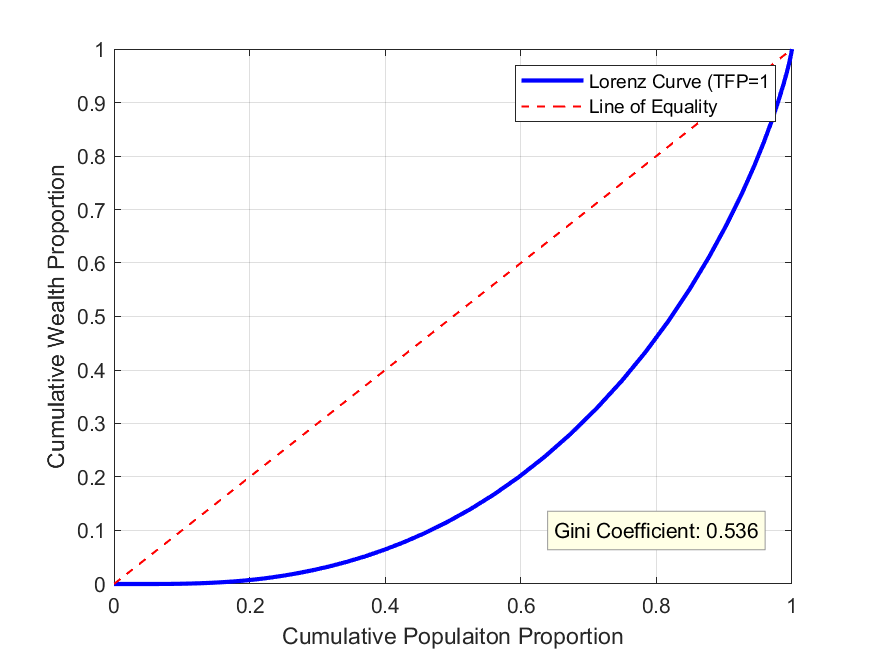 1
0.9
0.8
0.7
0.6
0.5
0.4
0.3
0.2
0.1
0
Cumulative Wealth Proportion
Lorenz Curve (TFP=1
Line of Equality
Gini Coefficient: 0.536
0 0.2 0.4 0.6 0.8 1
Cumulative Populaiton Proportion